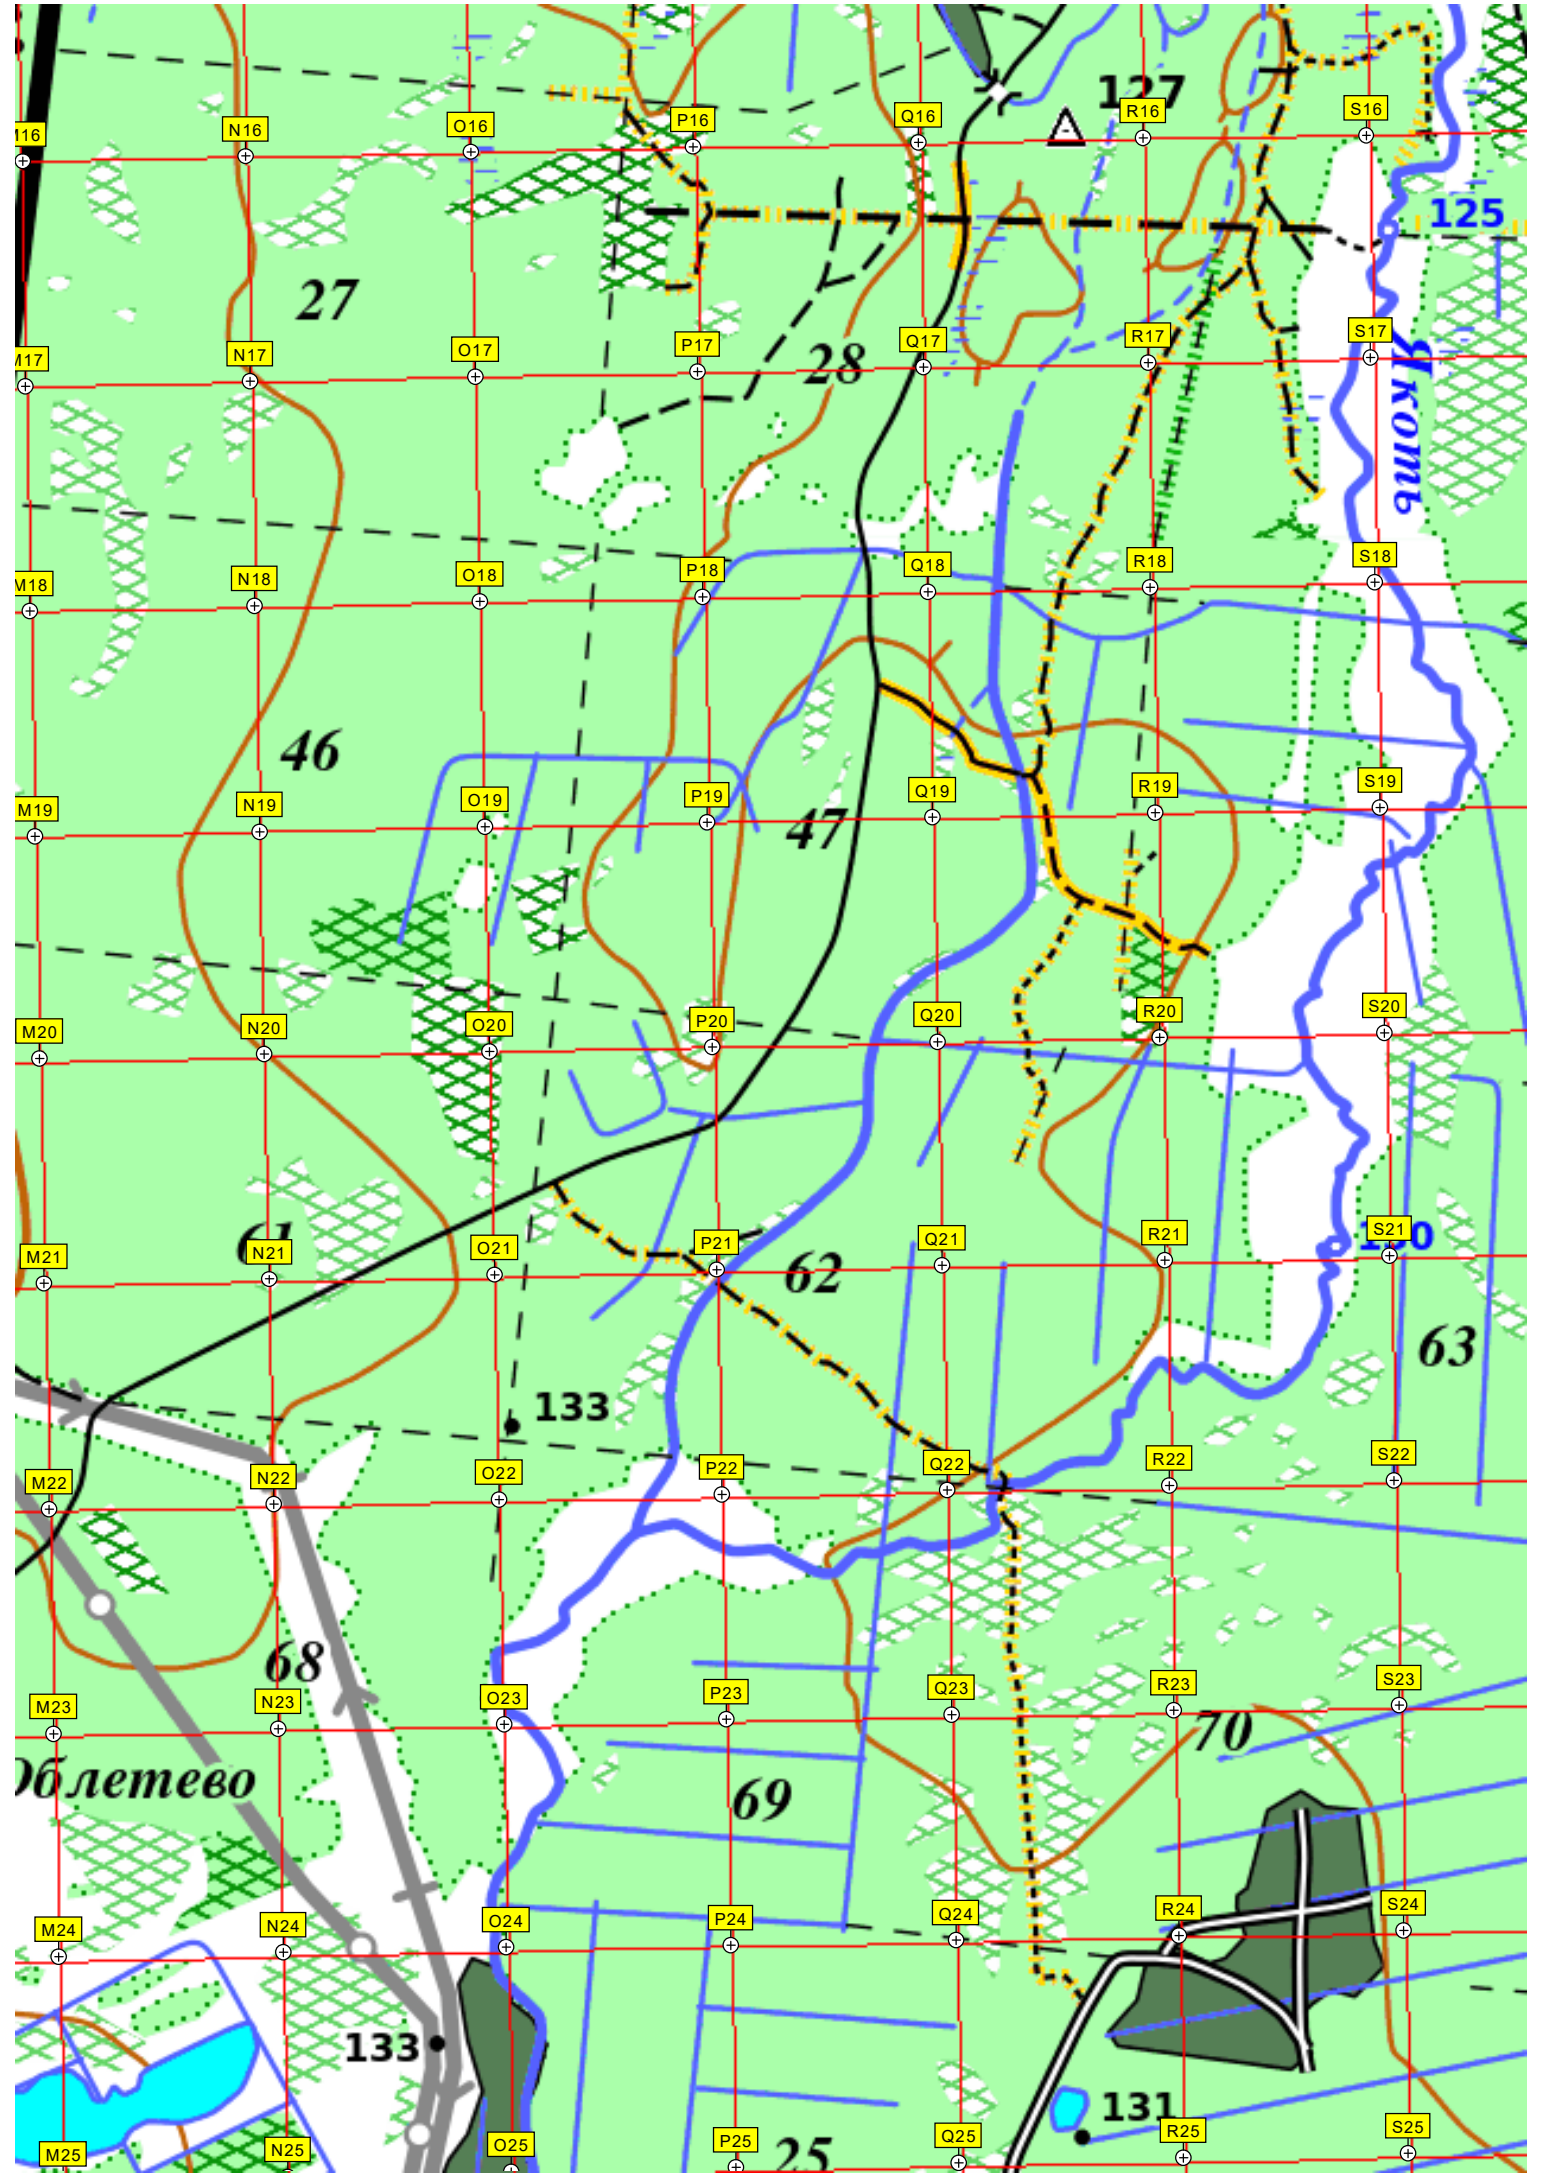 127
M16 N16 O16 P16 Q16 R16 S16
125
27
M17 N17 O17 P17 Q17 R17 S17
28
Якоть
M18 N18 O18 P18 Q18 R18 S18
46
M19 N19 O19 P19 Q19 R19 S19
47
M20 N20 O20 P20 Q20 R20 S20
61
M21 N21 O21 P21 Q21 R21 S21
62
63
133
M22 N22 O22 P22 Q22 R22 S22
68
M23 N23 O23 P23 Q23 R23 S23
70
Облетево
69
M24 N24 O24 P24 Q24 R24 S24
133
131
M25 N25 O25 P25 Q25 R25 S25
25